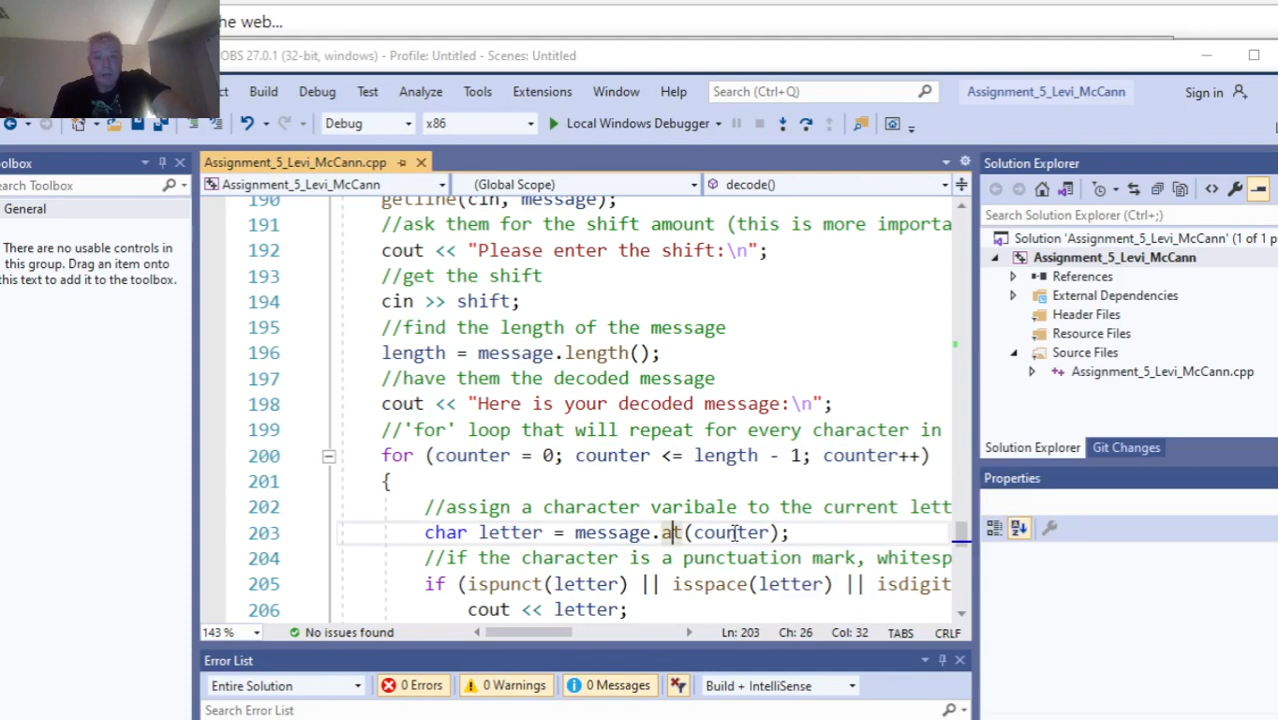 he web...
OBS 27.0.1 (32-bit, windows) - Profile: Untitled - Scenes: Untitled
ct Build Debug Test Analyze Tools Extensions Window Help Search (Ctrl+Q) Assignment_5_Levi_McCann Sign in
Debug x86 Local Windows Debugger
oolbox
earch Toolbox
General
There are no usable controls in
this group. Drag an item onto
this text to add it to the toolbox.
Assignment_5_Levi_McCann.cpp
Assignment_5_Levi_McCann (Global Scope) decode()
190 getline(cin, message);
191 //ask them for the shift amount (this is more importa
192 cout << "Please enter the shift:\n";
193 //get the shift
194 cin >> shift;
195 //find the length of the message
196 length = message.length();
197 //have them the decoded message
198 cout << "Here is your decoded message:\n";
199 //'for' loop that will repeat for every character in
200 for (counter = 0; counter <= length - 1; counter++)
201 {
202 //assign a character varibale to the current lett
203 char letter = message.at(counter);
204 //if the character is a punctuation mark, whitesp
205 if (ispunct(letter) || isspace(letter) || isdigit
206 cout << letter;
143 % No issues found Ln: 203 Ch: 26 Col: 32 TABS CRLF
Error List
Entire Solution 0 Errors 0 Warnings 0 Messages Build + IntelliSense
Search Error List
Solution Explorer
Search Solution Explorer (Ctrl+;)
Solution 'Assignment_5_Levi_McCann' (1 of 1 p
Assignment_5_Levi_McCann
References
External Dependencies
Header Files
Resource Files
Source Files
Assignment_5_Levi_McCann.cpp
Solution Explorer Git Changes
Properties